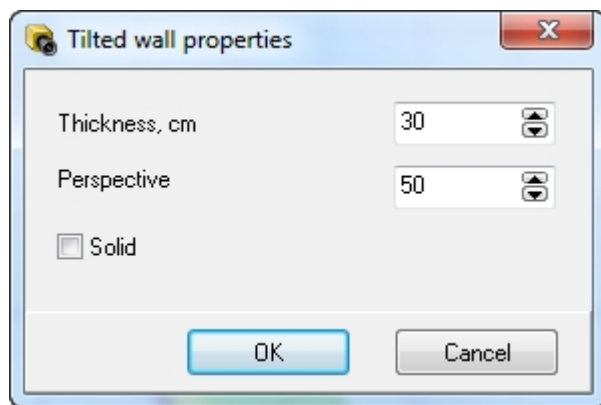 Tilted wall properties
Thickness, cm 30
Perspective 50
Solid
OK Cancel